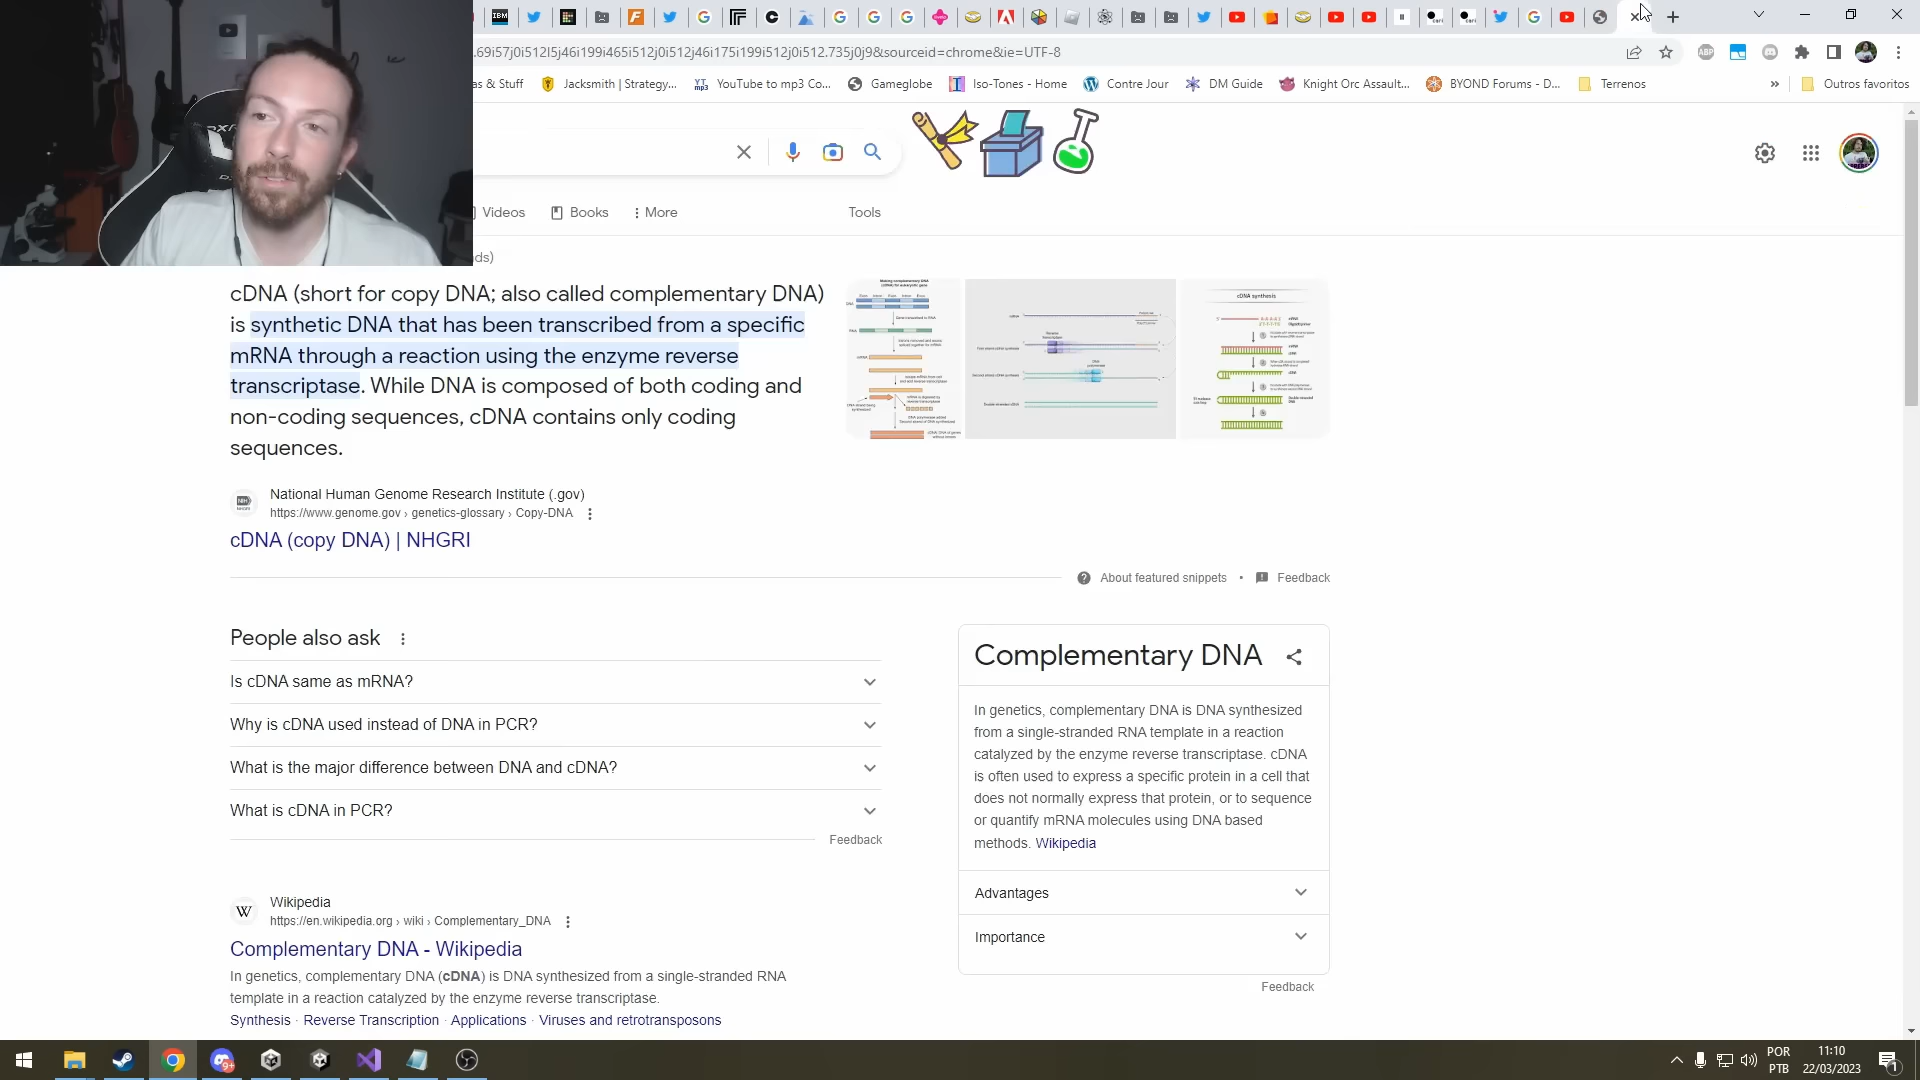 .69i57j0i512l5j46i199i465i512j0i512j46i175i199i512j0i512.735j0j9&sourceid=chrome&ie=UTF-8
as & Stuff
Jacksmith | Strategy...
YouTube to mp3 Co...
Gameglobe
Iso-Tones - Home
Contre Jour
DM Guide
Knight Orc Assault...
BYOND Forums - D...
Terrenos
»
Outros favoritos
Videos
Books
More
Tools
ds)
cDNA (short for copy DNA; also called complementary DNA)
is synthetic DNA that has been transcribed from a specific
mRNA through a reaction using the enzyme reverse
transcriptase. While DNA is composed of both coding and
non-coding sequences, cDNA contains only coding
sequences.
cDNA synthesis
National Human Genome Research Institute (.gov)
https://www.genome.gov › genetics-glossary › Copy-DNA
cDNA (copy DNA) | NHGRI
About featured snippets • Feedback
People also ask
Is cDNA same as mRNA?
Why is cDNA used instead of DNA in PCR?
What is the major difference between DNA and cDNA?
What is cDNA in PCR?
Feedback
Complementary DNA
In genetics, complementary DNA is DNA synthesized
from a single-stranded RNA template in a reaction
catalyzed by the enzyme reverse transcriptase. cDNA
is often used to express a specific protein in a cell that
does not normally express that protein, or to sequence
or quantify mRNA molecules using DNA based
methods. Wikipedia
Advantages
Importance
Feedback
Wikipedia
https://en.wikipedia.org › wiki › Complementary_DNA
Complementary DNA - Wikipedia
In genetics, complementary DNA (cDNA) is DNA synthesized from a single-stranded RNA
template in a reaction catalyzed by the enzyme reverse transcriptase.
Synthesis · Reverse Transcription · Applications · Viruses and retrotransposons
POR
PTB
11:10
22/03/2023